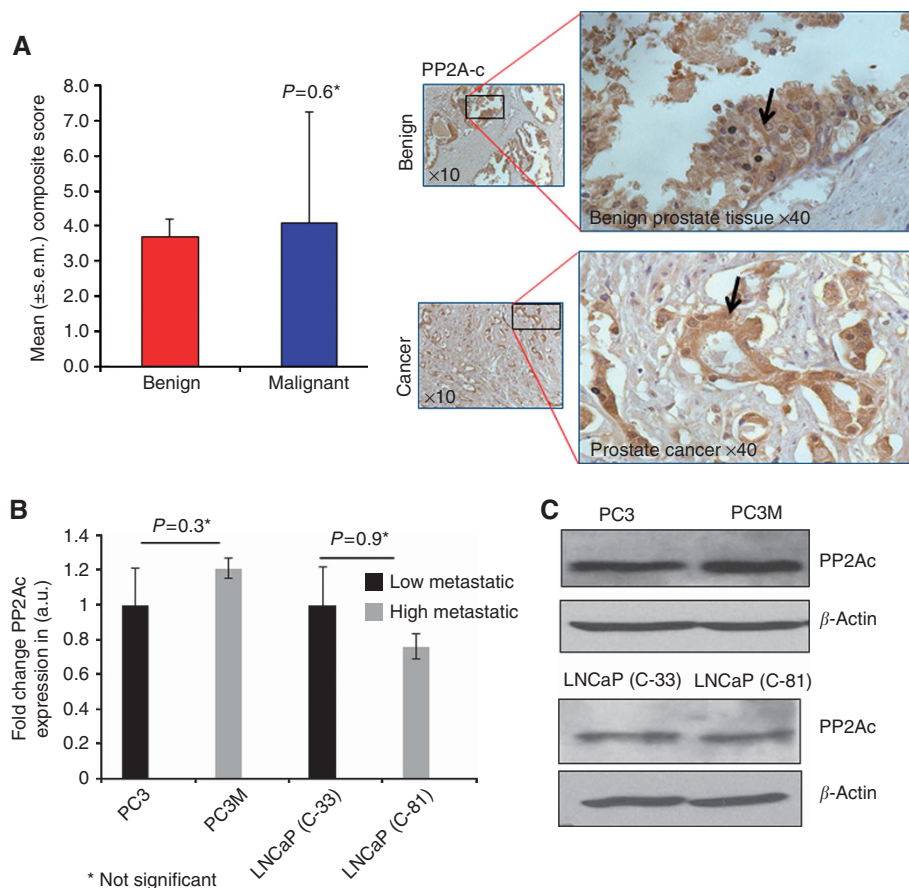 A
Mean (±s.e.m.) composite score
8.0
7.0
6.0
5.0
4.0
3.0
2.0
1.0
0.0
P=0.6*
Benign
Malignant
PP2A-c
Benign
×10
Benign prostate tissue ×40
Cancer
×10
Prostate cancer ×40
B
Fold change PP2Ac
expression in (a.u.)
1.4
1.2
1
0.8
0.6
0.4
0.2
0
P=0.3*
P=0.9*
Low metastatic
High metastatic
PC3
PC3M
LNCaP (C-33)
LNCaP (C-81)
* Not significant
C
PC3
PC3M
PP2Ac
β-Actin
LNCaP (C-33)
LNCaP (C-81)
PP2Ac
β-Actin